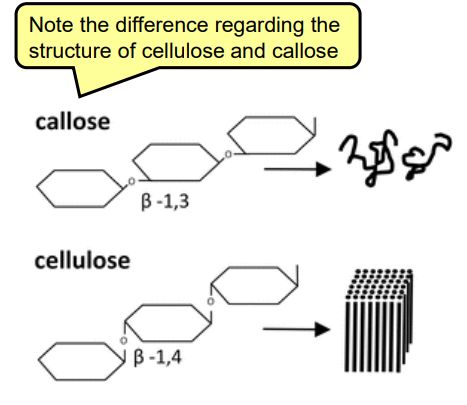 Note the difference regarding the
structure of cellulose and callose
callose
O
O
β -1,3
cellulose
O
O
β -1,4